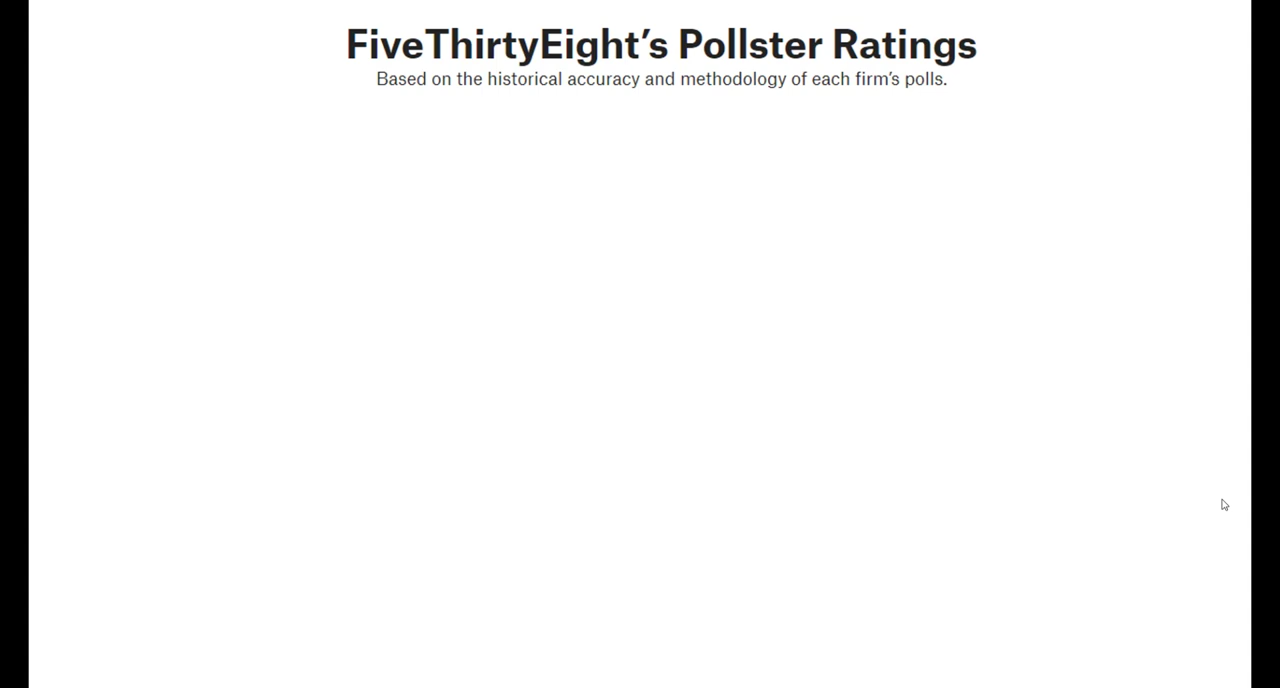 FiveThirtyEight’s Pollster Ratings
Based on the historical accuracy and methodology of each firm’s polls.